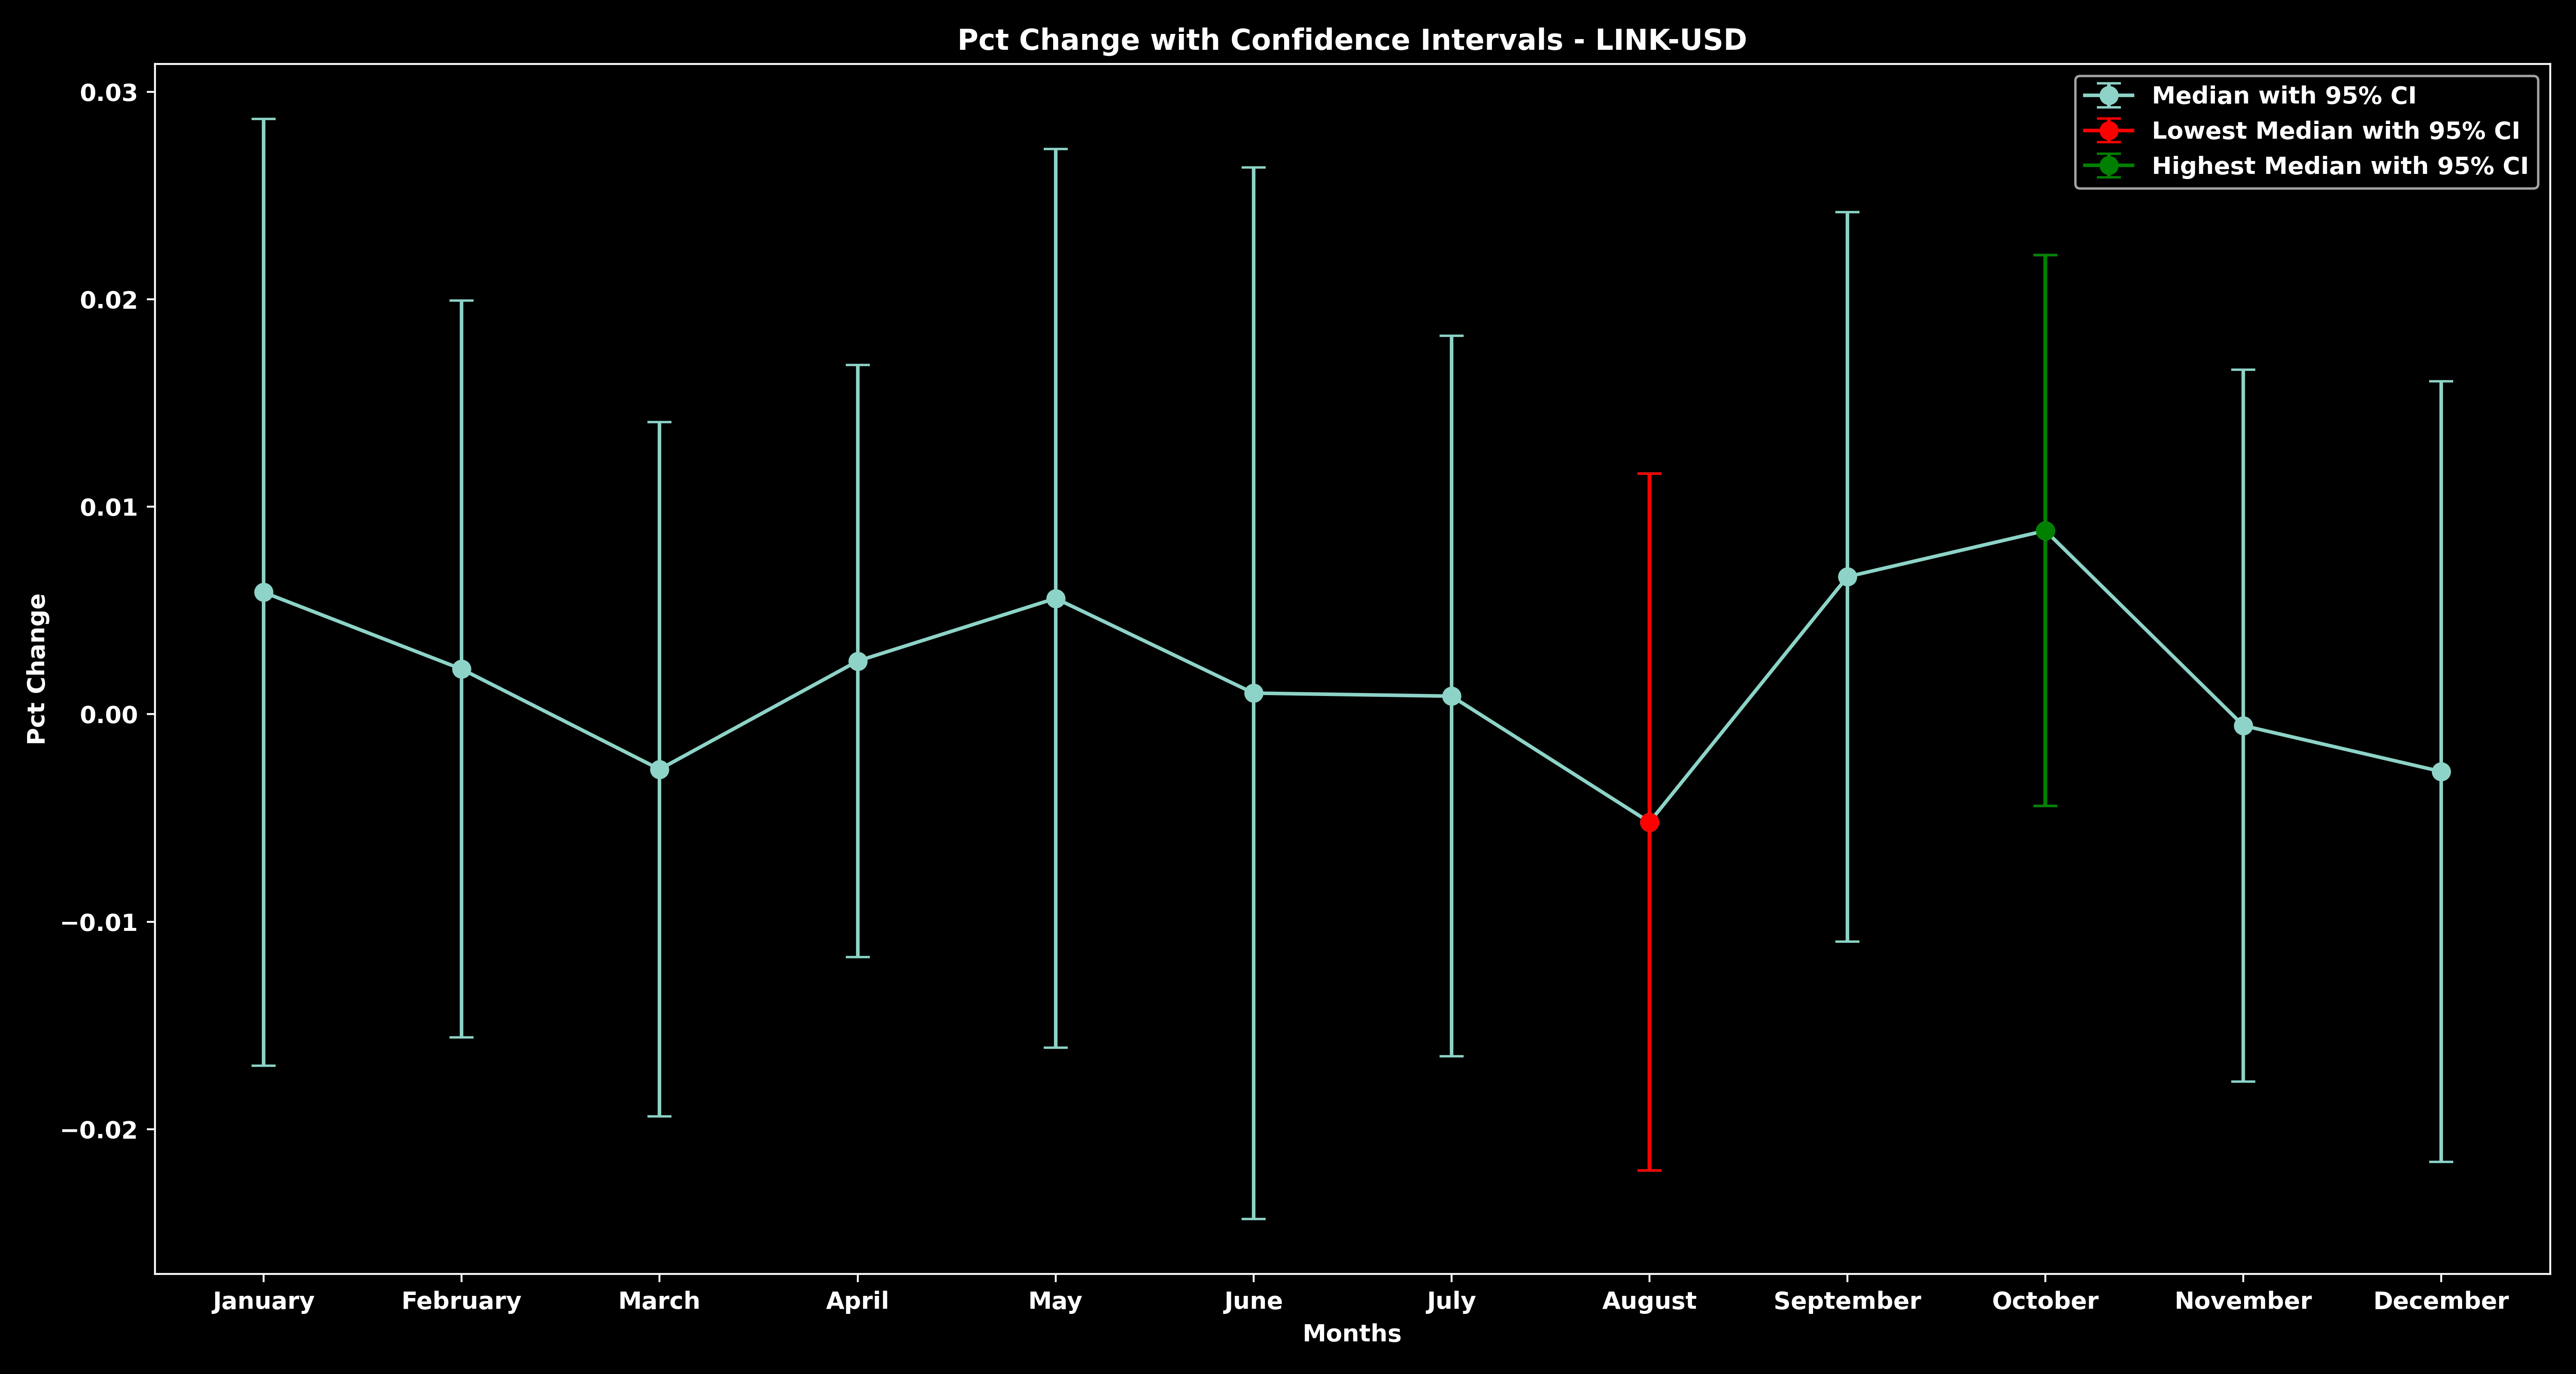 Pct Change with Confidence Intervals - LINK-USD
Median with 95% CI
Lowest Median with 95% CI
Highest Median with 95% CI
0.03
0.02
0.01
0.00
−0.01
−0.02
Pct Change
January February March April May June July August September October November December
Months